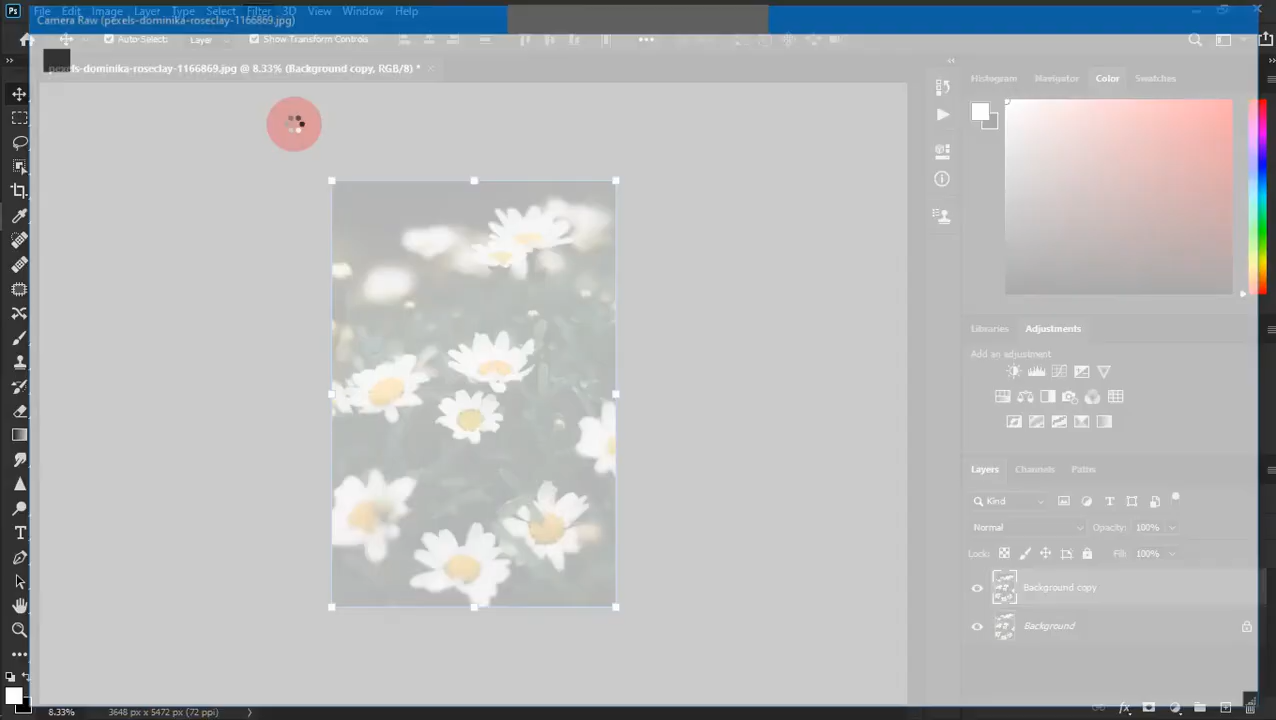 Ps File Edit Image Layer Type Select Filter 3D View Window Help
Camera Raw (pexels-dominika-roseclay-1166869.jpg)
Auto Select: Layer Show Transform Controls
pexels-dominika-roseclay-1166869.jpg @ 8.33% (Background copy, RGB/8) *
Histogram Navigator Color Swatches
Libraries Adjustments
Add an adjustment
Layers Channels Paths
Kind
Normal Opacity: 100%
Lock: Fill: 100%
Background copy
Background
8.33% 3648 px x 5472 px (72 ppi)